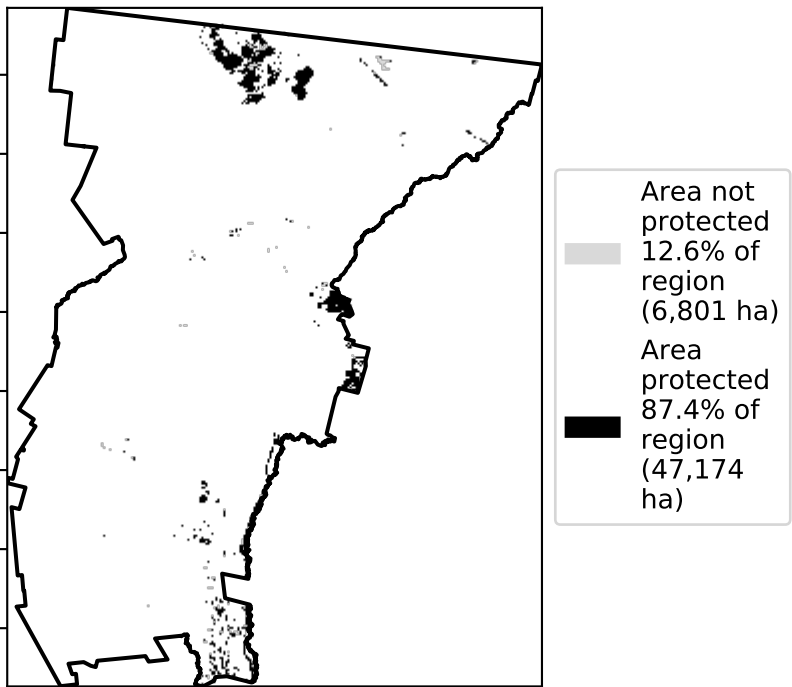 Area not
protected
12.6% of
region
(6,801 ha)
Area
protected
87.4% of
region
(47,174
ha)